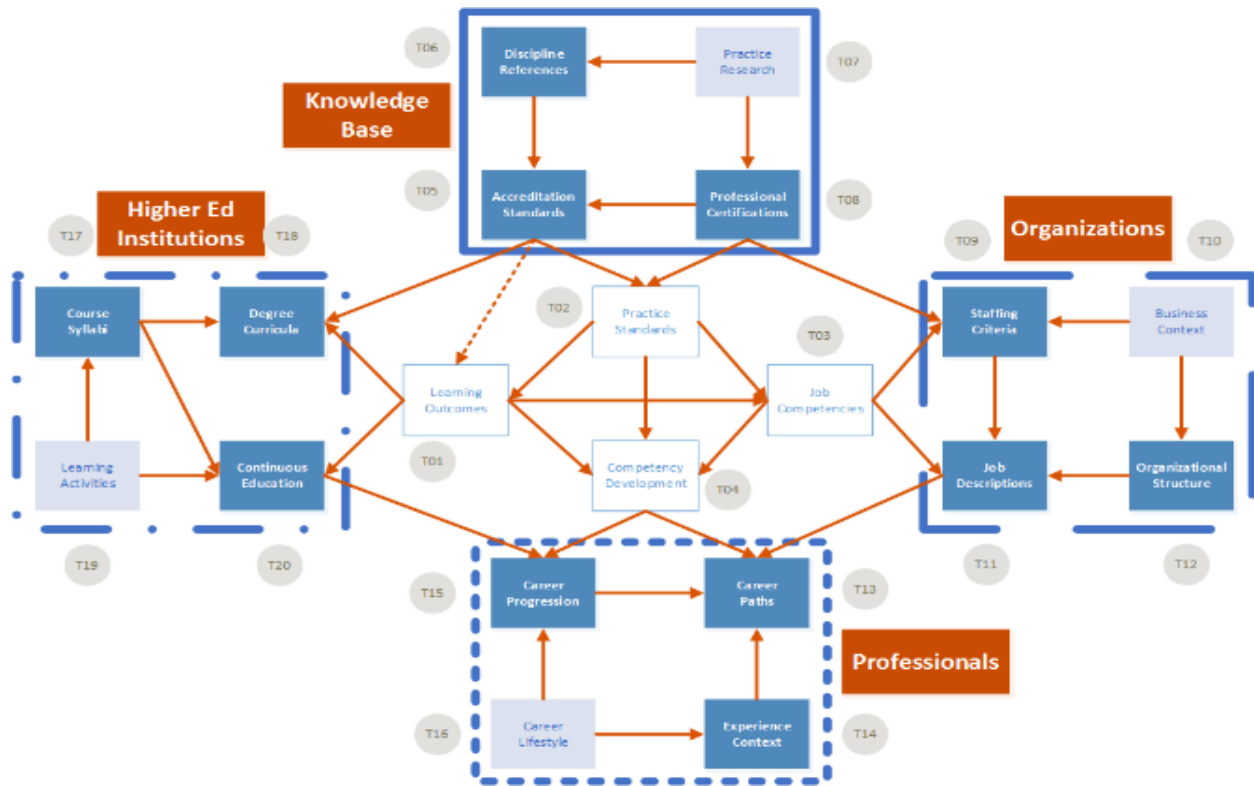 T06
Discipline
References
Practice
Research
T07
Knowledge
Base
T05
Accreditation
Standards
Professional
Certifications
T08
T17
Higher Ed
Institutions
T18
T09
Organizations
T10
Course
Syllabi
Degree
Curricula
T02
Practice
Standards
T03
Staffing
Criteria
Business
Context
Learning
Outcomes
Job
Competencies
T01
Learning
Activities
Continuous
Education
Competency
Development
T04
Job
Descriptions
Organizational
Structure
T19
T20
T11
T12
T15
Career
Progression
Career
Paths
T13
Professionals
T16
Career
Lifestyle
Experience
Context
T14